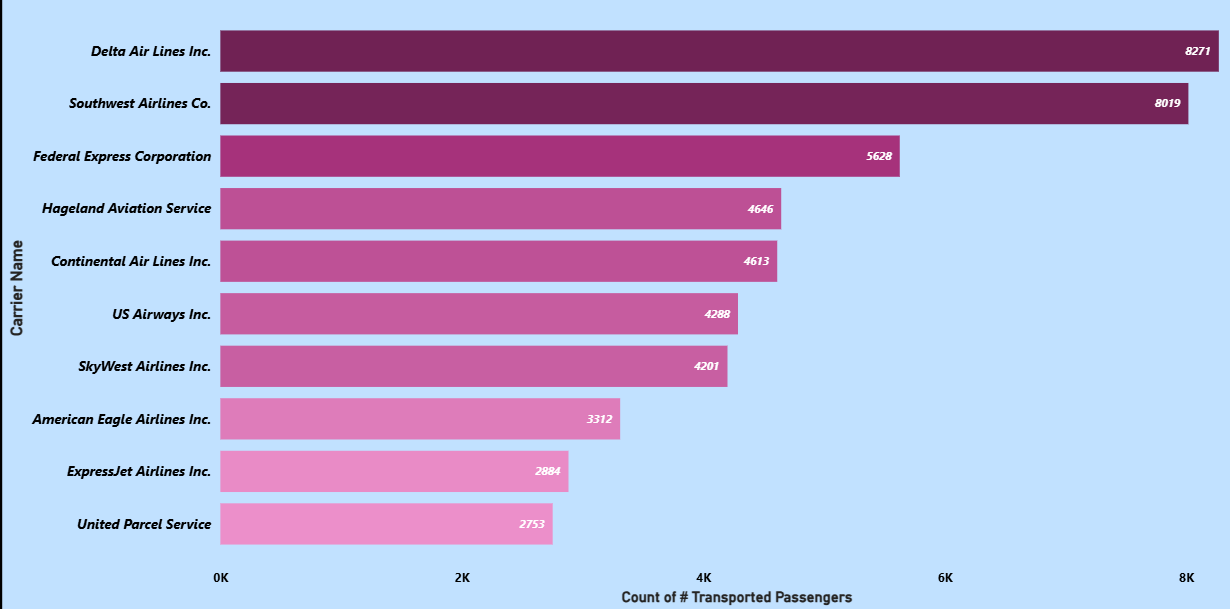 Carrier Name
Delta Air Lines Inc. 8271
Southwest Airlines Co. 8019
Federal Express Corporation 5628
Hageland Aviation Service 4646
Continental Air Lines Inc. 4613
US Airways Inc. 4288
SkyWest Airlines Inc. 4201
American Eagle Airlines Inc. 3312
ExpressJet Airlines Inc. 2884
United Parcel Service 2753
0K 2K 4K 6K 8K
Count of # Transported Passengers